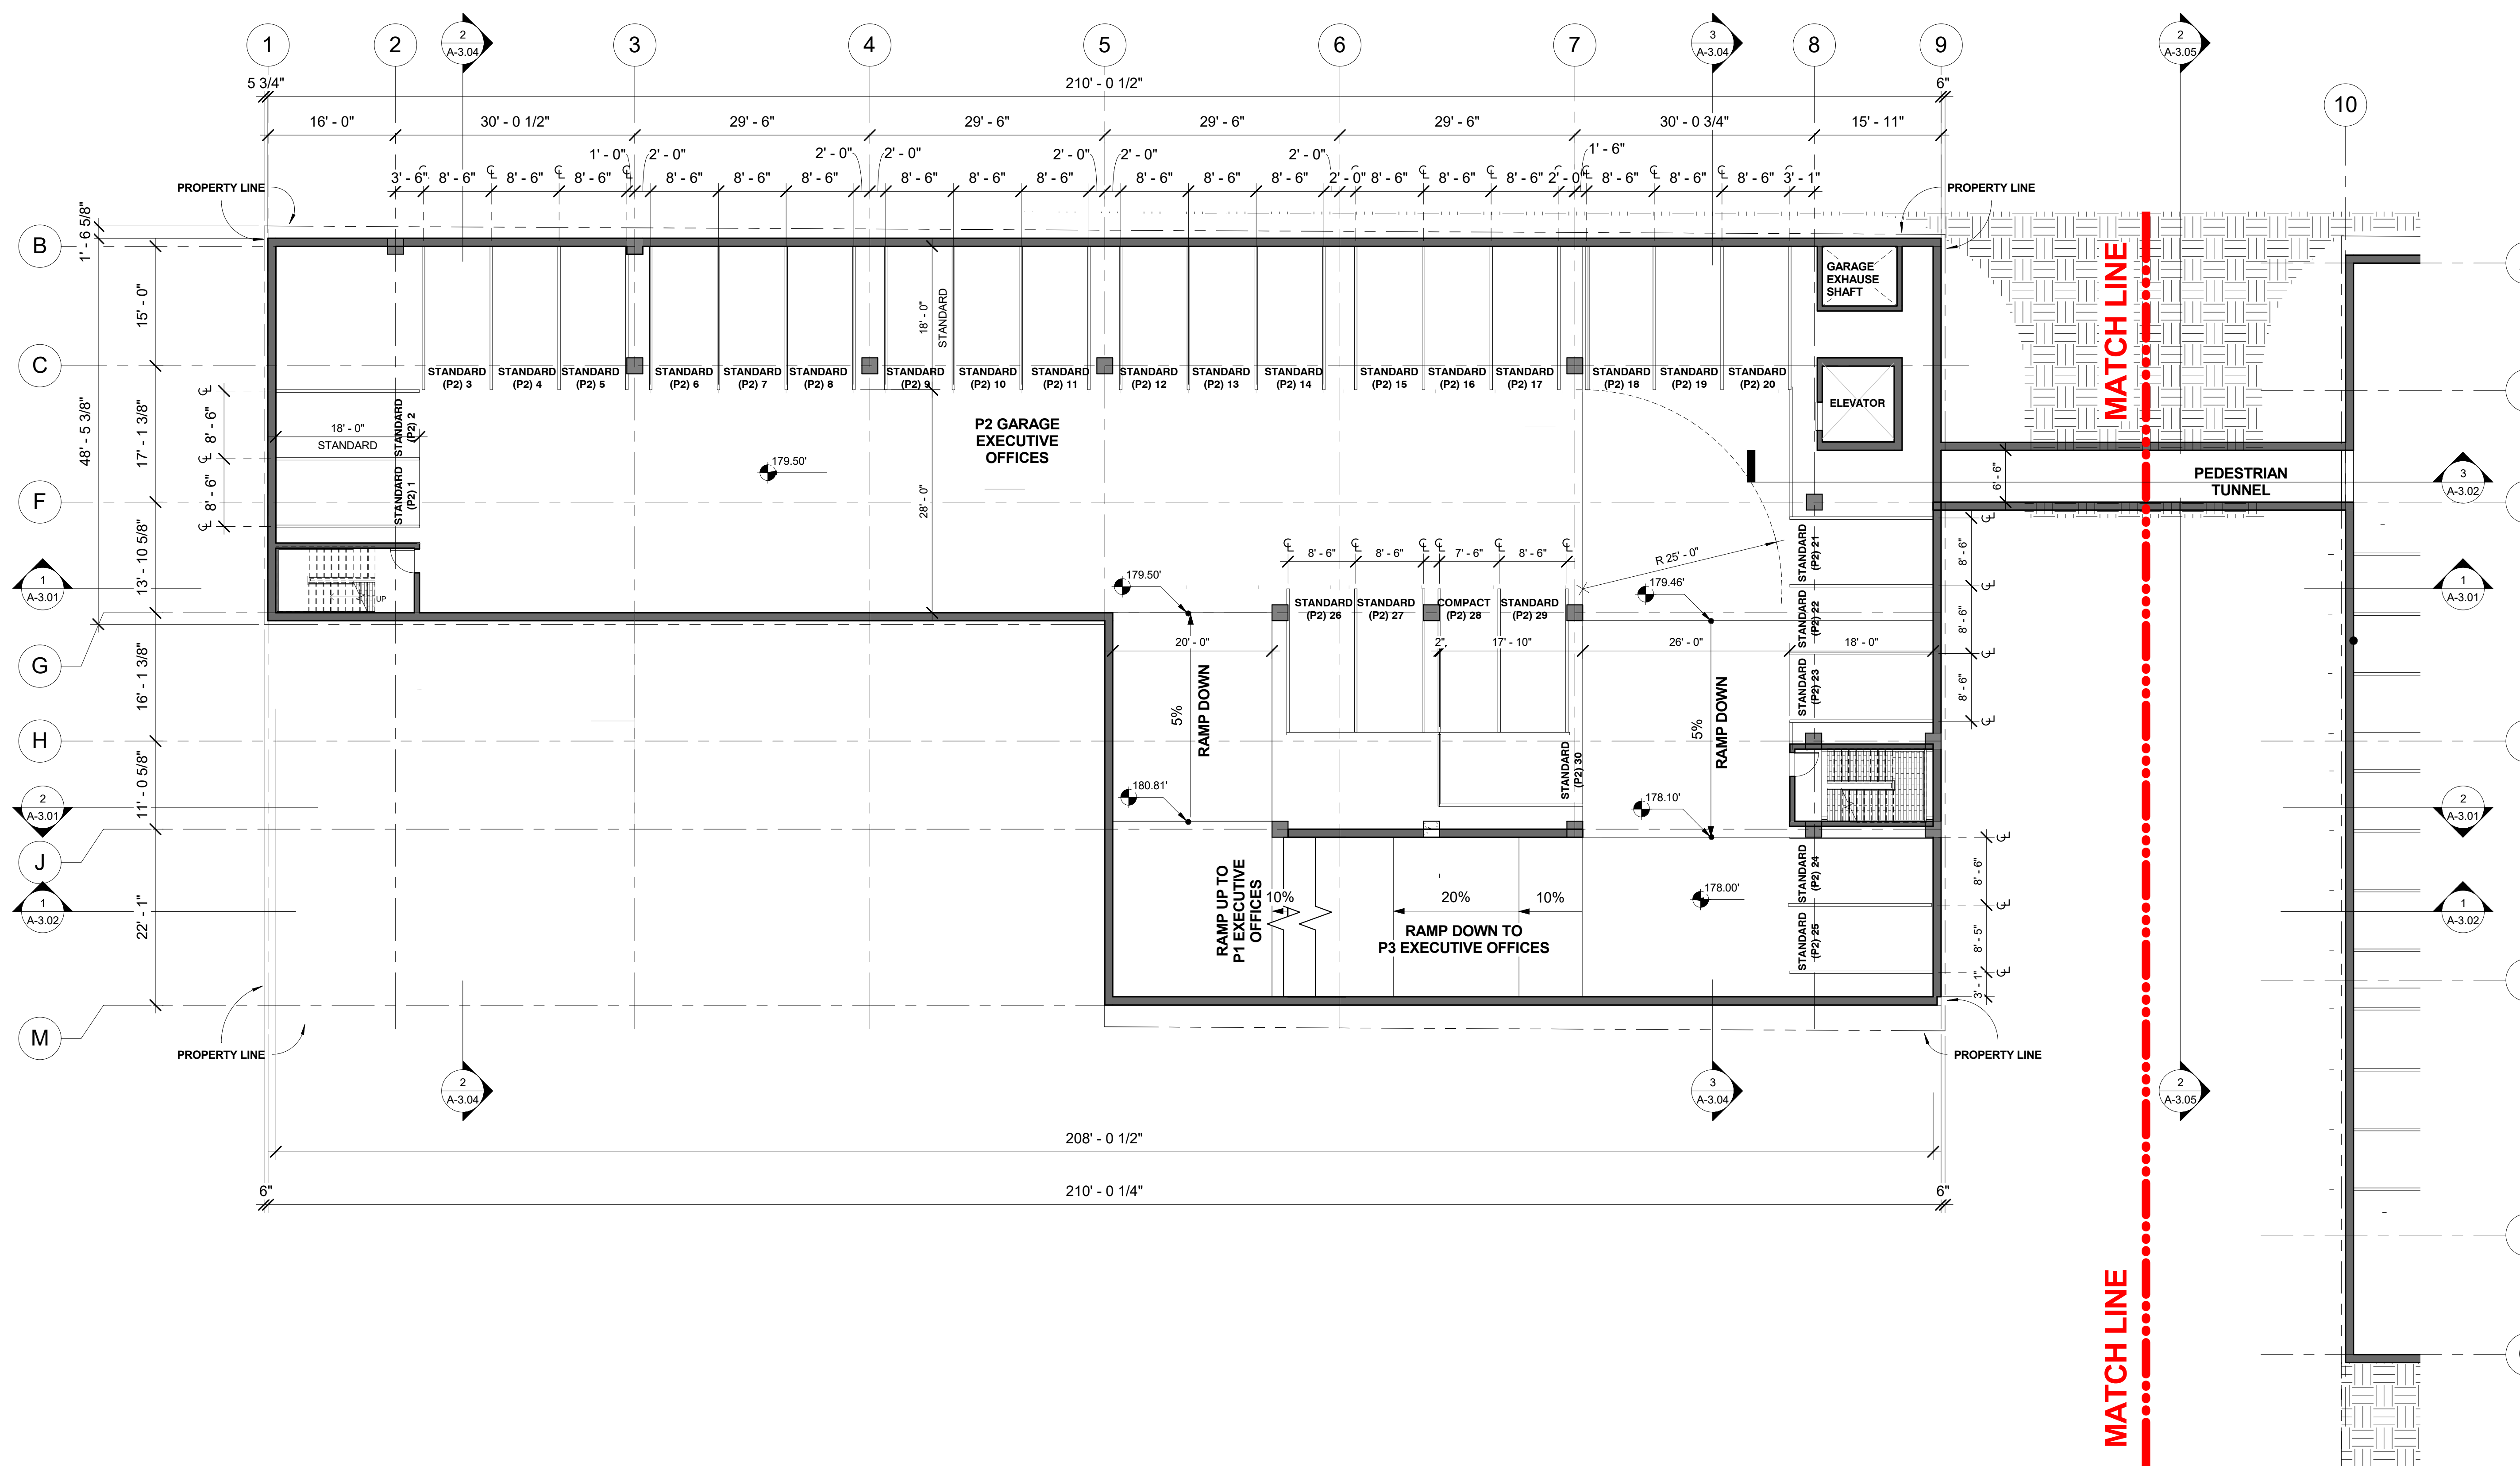 1
2
2
A-3.04
3
4
5
6
7
3
A-3.04
8
9
2
A-3.05
10
5 3/4"
210' - 0 1/2"
6"
16' - 0"
30' - 0 1/2"
29' - 6"
29' - 6"
29' - 6"
29' - 6"
30' - 0 3/4"
15' - 11"
1' - 0"
2' - 0"
2' - 0"
2' - 0"
2' - 0"
2' - 0"
2' - 0"
1' - 6"
3' - 6"
8' - 6"
8' - 6"
8' - 6"
8' - 6"
8' - 6"
8' - 6"
8' - 6"
8' - 6"
8' - 6"
8' - 6"
8' - 6"
8' - 6"
2' - 0"
8' - 6"
8' - 6"
8' - 6"
2' - 0"
8' - 6"
8' - 6"
8' - 6"
3' - 1"
PROPERTY LINE
PROPERTY LINE
B
1' - 6 5/8"
15' - 0"
C
48' - 5 3/8"
17' - 1 3/8"
8' - 6"
8' - 6"
F
13' - 10 5/8"
1
A-3.01
G
16' - 1 3/8"
H
11' - 0 5/8"
2
A-3.01
J
1
A-3.02
22' - 1"
M
GARAGE
EXHAUSE
SHAFT
MATCH LINE
18' - 0"
STANDARD
STANDARD
(P2) 3
STANDARD
(P2) 4
STANDARD
(P2) 5
STANDARD
(P2) 6
STANDARD
(P2) 7
STANDARD
(P2) 8
STANDARD
(P2) 9
STANDARD
(P2) 10
STANDARD
(P2) 11
STANDARD
(P2) 12
STANDARD
(P2) 13
STANDARD
(P2) 14
STANDARD
(P2) 15
STANDARD
(P2) 16
STANDARD
(P2) 17
STANDARD
(P2) 18
STANDARD
(P2) 19
STANDARD
(P2) 20
ELEVATOR
18' - 0"
STANDARD
STANDARD
(P2) 2
STANDARD
(P2) 1
P2 GARAGE
EXECUTIVE
OFFICES
179.50'
28' - 0"
6' - 6"
PEDESTRIAN
TUNNEL
3
A-3.02
UP
179.50'
8' - 6"
8' - 6"
7' - 6"
8' - 6"
R 25' - 0"
179.46'
STANDARD
(P2) 21
8' - 6"
1
A-3.01
STANDARD
(P2) 26
STANDARD
(P2) 27
COMPACT
(P2) 28
STANDARD
(P2) 29
STANDARD
(P2) 22
8' - 6"
20' - 0"
2"
17' - 10"
26' - 0"
18' - 0"
STANDARD
(P2) 23
8' - 6"
5%
RAMP DOWN
5%
RAMP DOWN
STANDARD
(P2) 30
180.81'
178.10'
2
A-3.01
RAMP UP TO
P1 EXECUTIVE
OFFICES
10%
20%
10%
RAMP DOWN TO
P3 EXECUTIVE OFFICES
178.00'
STANDARD
(P2) 24
8' - 6"
1
A-3.02
STANDARD
(P2) 25
8' - 5"
3' - 1"
PROPERTY LINE
PROPERTY LINE
2
A-3.04
3
A-3.04
2
A-3.05
208' - 0 1/2"
6"
210' - 0 1/4"
6"
MATCH LINE